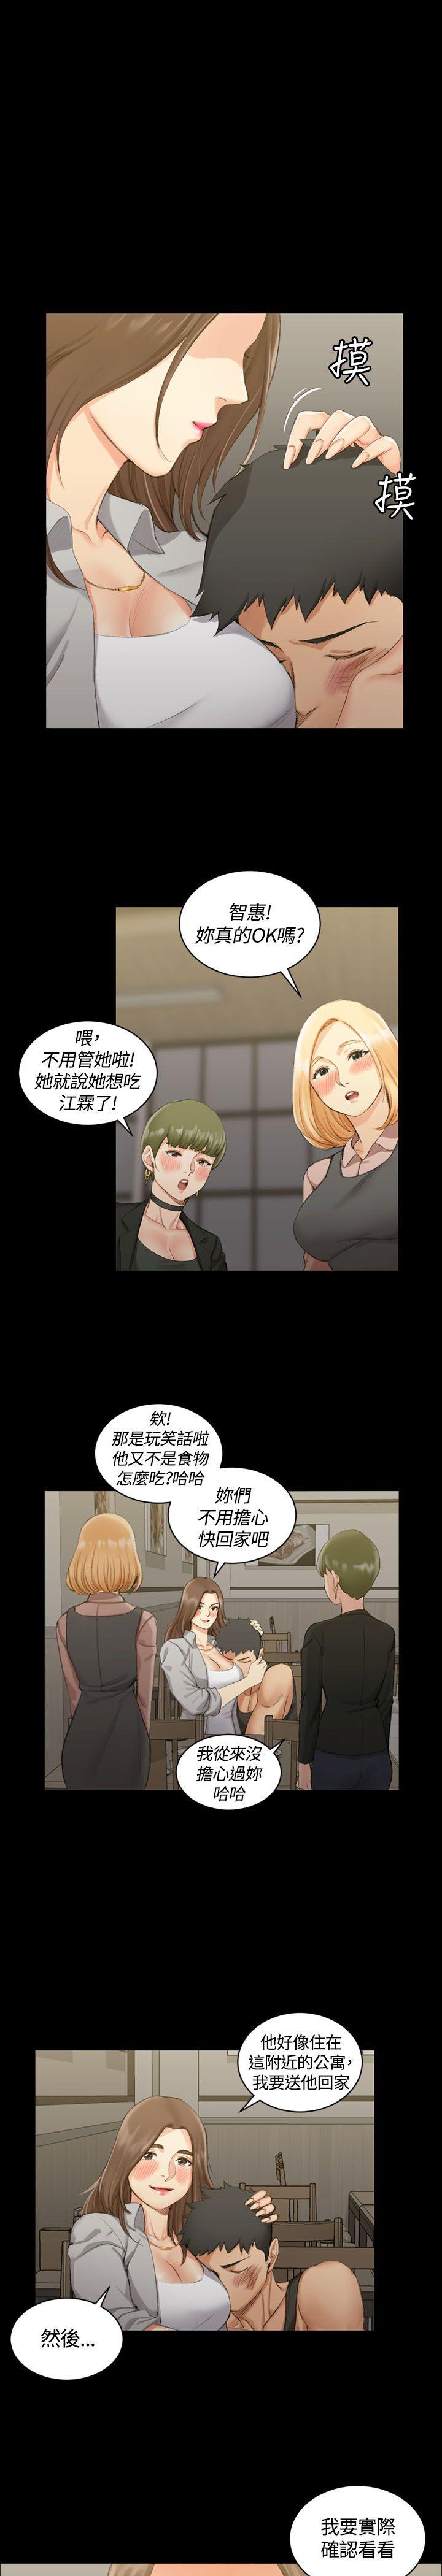 摸
摸
智惠!
妳真的OK嗎?
喂,
不用管她啦!
她就說她想吃
江霖了!
欸!
那是玩笑話啦
他又不是食物
怎麼吃?哈哈
妳們
不用擔心
快回家吧
我從來沒
擔心過妳
哈哈
他好像住在
這附近的公寓,
我要送他回家
然後...
我要實際
確認看看